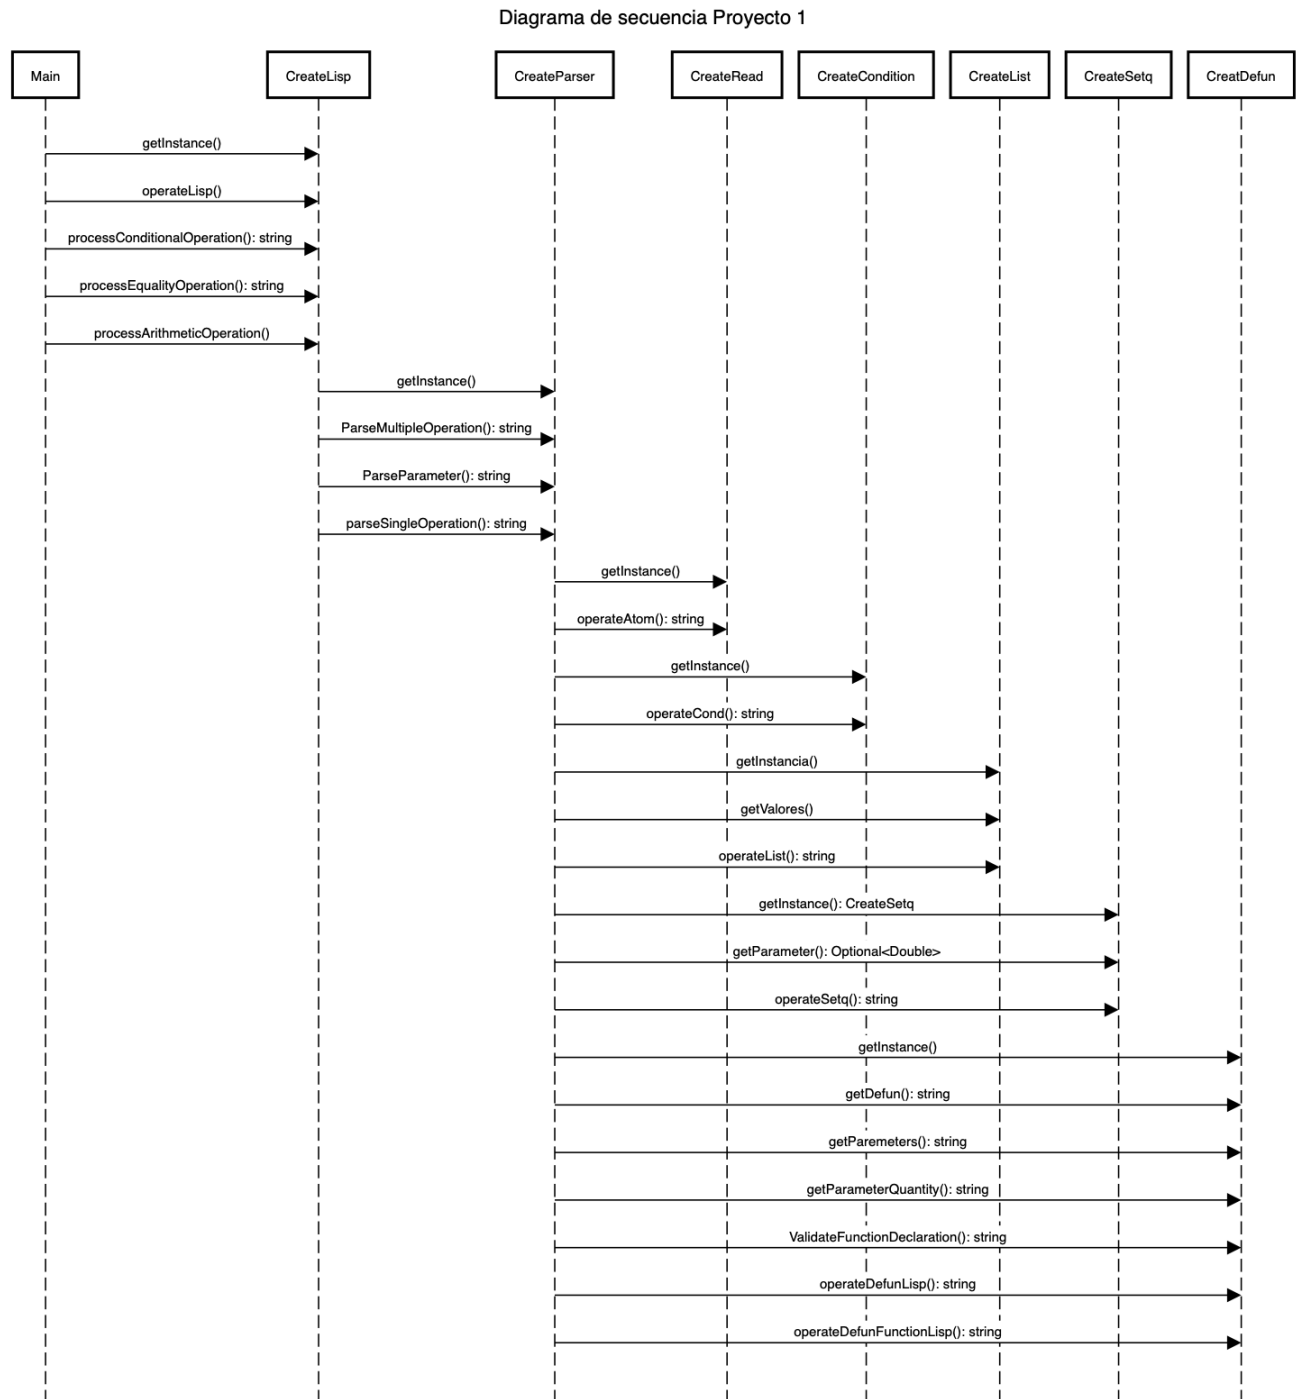 Diagrama de secuencia Proyecto 1
Main
CreateLisp
CreateParser
CreateRead
CreateCondition
CreateList
CreateSetq
CreatDefun
getInstance()
operateLisp()
processConditionalOperation(): string
processEqualityOperation(): string
processArithmeticOperation()
getInstance()
ParseMultipleOperation(): string
ParseParameter(): string
parseSingleOperation(): string
getInstance()
operateAtom(): string
getInstance()
operateCond(): string
getInstancia()
getValores()
operateList(): string
getInstance(): CreateSetq
getParameter(): Optional<Double>
operateSetq(): string
getInstance()
getDefun(): string
getParemeters(): string
getParameterQuantity(): string
ValidateFunctionDeclaration(): string
operateDefunLisp(): string
operateDefunFunctionLisp(): string